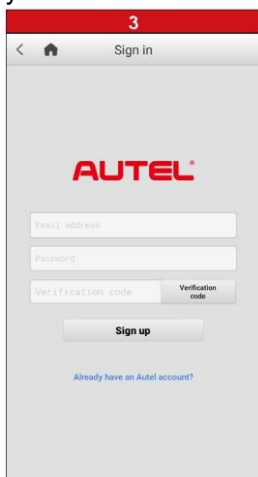 y
3
Sign in
AUTEL
Email address
Password
Verification code
Verification
code
Sign up
Already have an Autel account?